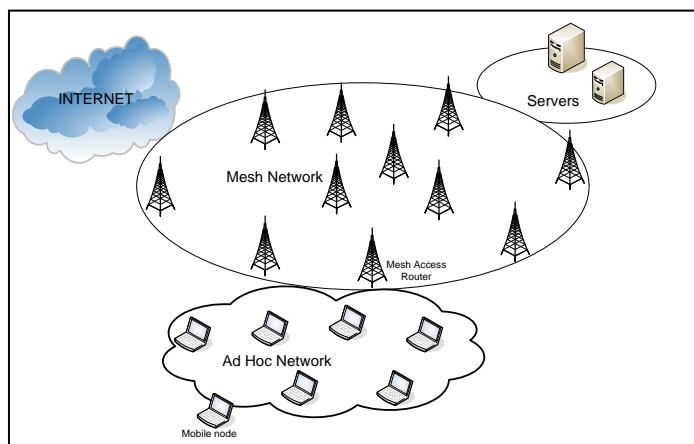 INTERNET
Servers
Mesh Network
Mesh Access
Router
Ad Hoc Network
Mobile node